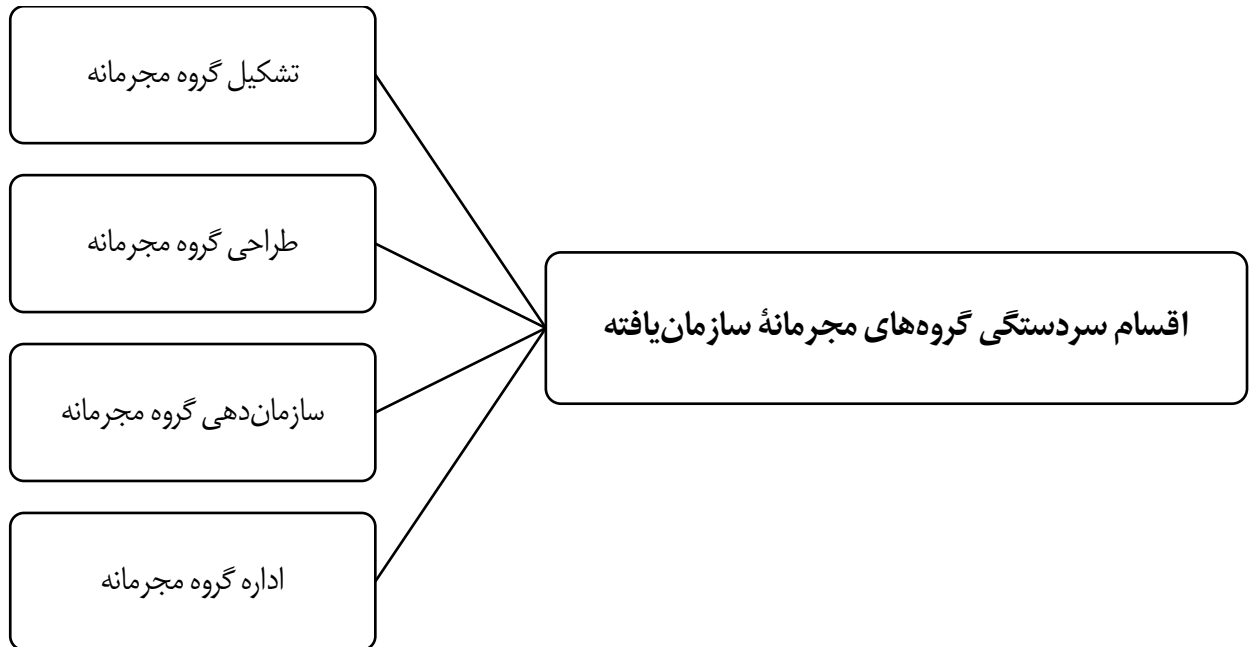 اقسام سردستگی گروه‌های مجرمانهٔ سازمان‌یافته
تشکیل گروه مجرمانه
طراحی گروه مجرمانه
سازمان‌دهی گروه مجرمانه
اداره گروه مجرمانه